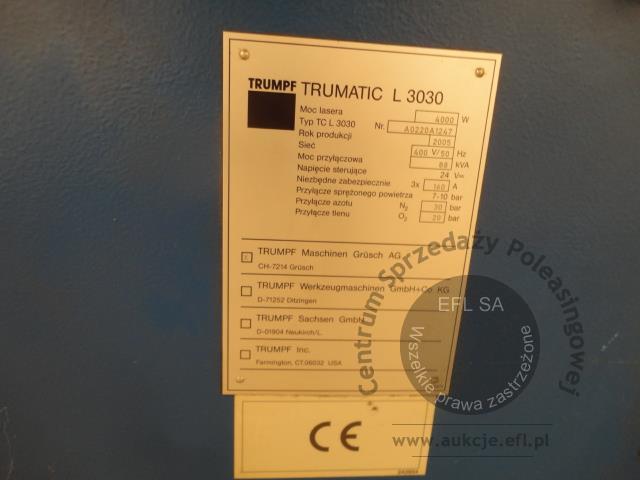 TRUMPF TRUMATIC L 3030
Moc lasera 4000 W
Typ TC L 3030 Nr. A0220A1247
Rok produkcji 2005
Sieć 400 V/50 Hz
Moc przyłączowa 88 kVA
Napięcie sterujące 24 V
Niezbędne zabezpiecznie 3x 160 A
Przyłącze sprężonego powietrza 7-10 bar
Przyłącze azotu N2 30 bar
Przyłącze tlenu O2 20 bar
TRUMPF Maschinen Grüsch AG
CH-7214 Grüsch
TRUMPF Werkzeugmaschinen GmbH+Co KG
D-71252 Ditzingen
TRUMPF Sachsen GmbH
D-01904 Neukirch/L.
TRUMPF Inc.
Farmington, CT.06032 USA
CE
Centrum Sprzedaży Poleasingowej
EFL SA
Wszelkie prawa zastrzeżone
www.aukcje.efl.pl